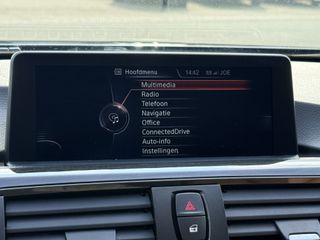 Hoofdmenu 14:42 JOE
Multimedia
Radio
Telefoon
Navigatie
Office
ConnectedDrive
Auto-info
Instellingen